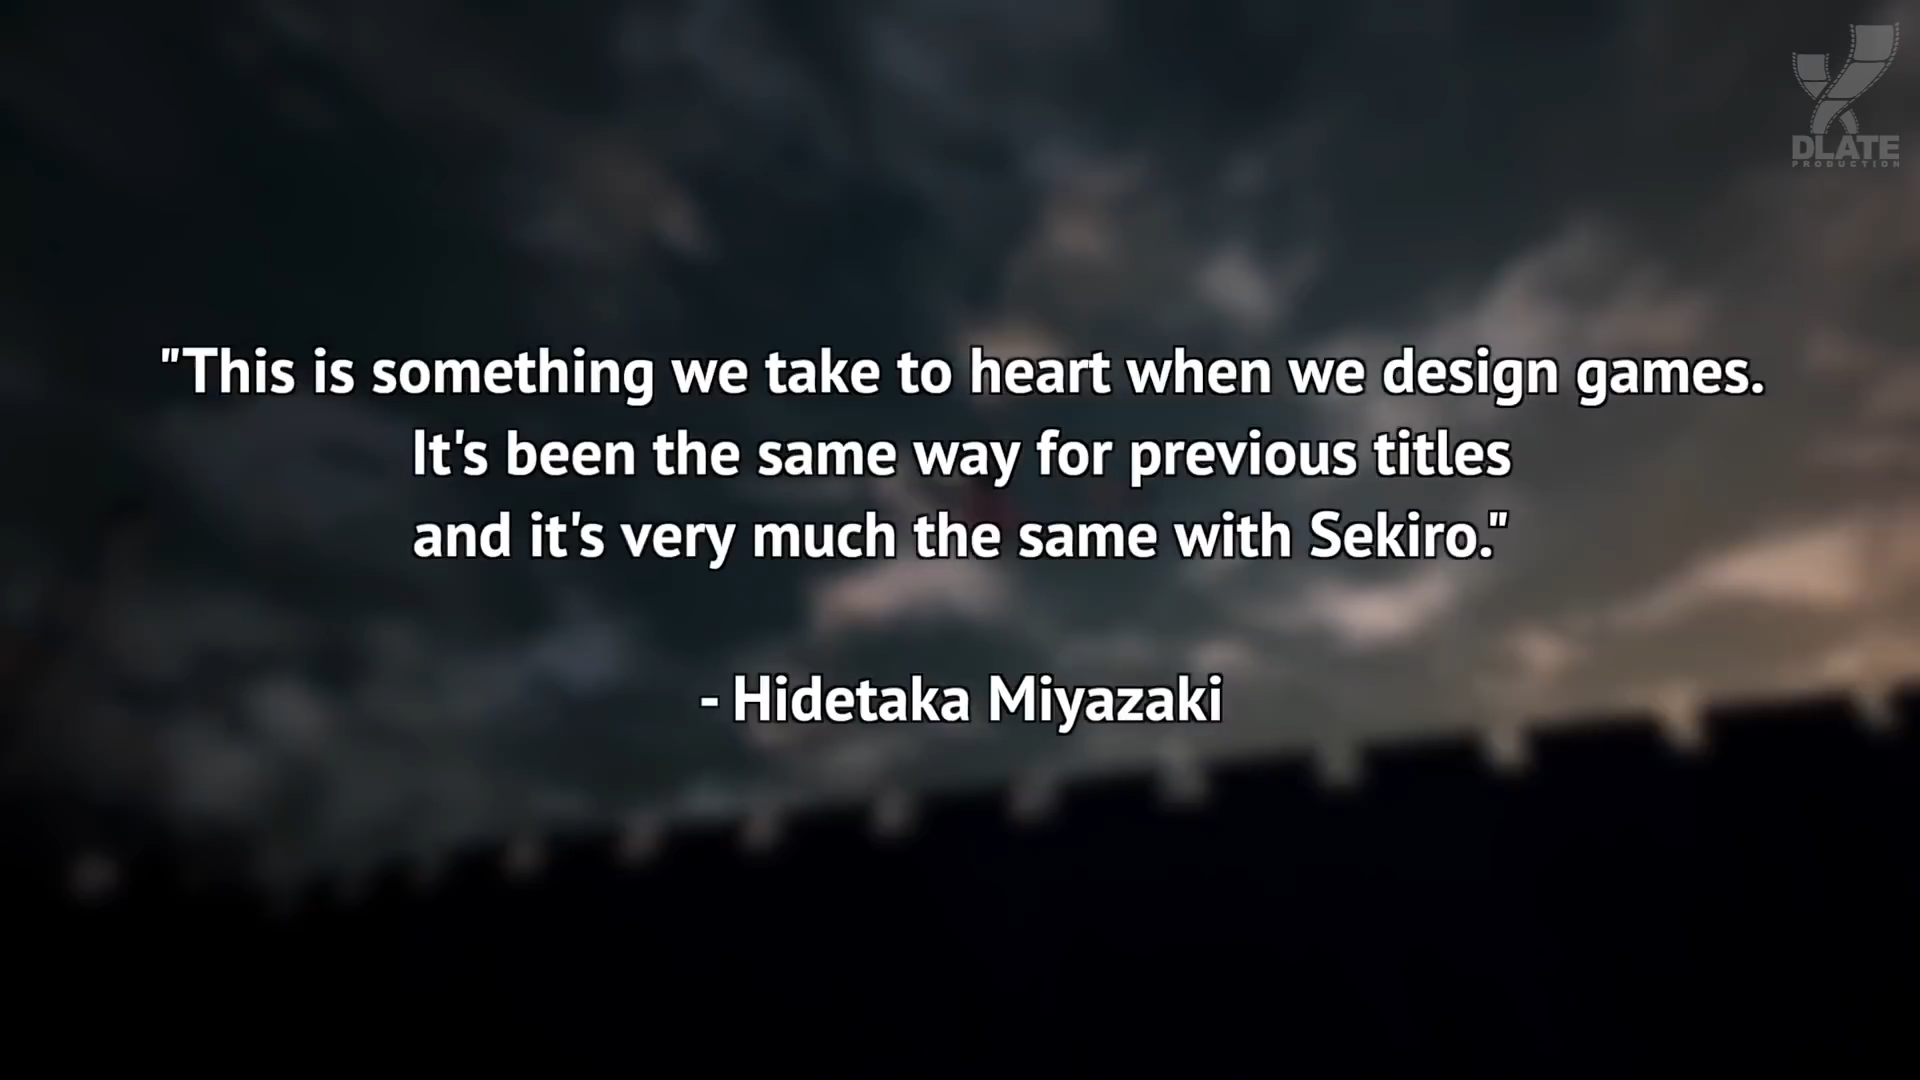 DLATE
PRODUCTION
"This is something we take to heart when we design games.
It's been the same way for previous titles
and it's very much the same with Sekiro."
- Hidetaka Miyazaki